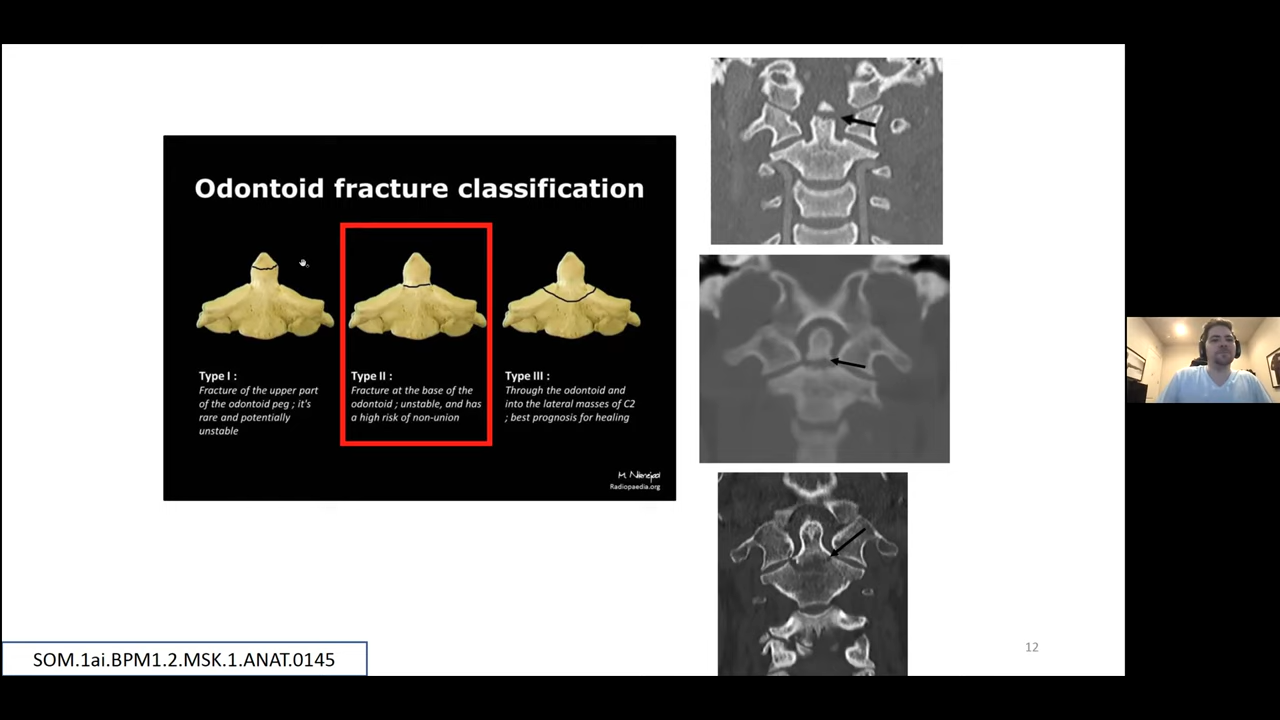 Odontoid fracture classification
Type I :
Fracture of the upper part
of the odontoid peg ; it's
rare and potentially
unstable
Type II :
Fracture at the base of the
odontoid ; unstable, and has
a high risk of non-union
Type III :
Through the odontoid and
into the lateral masses of C2
; best prognosis for healing
Radiopaedia.org
SOM.1ai.BPM1.2.MSK.1.ANAT.0145
12